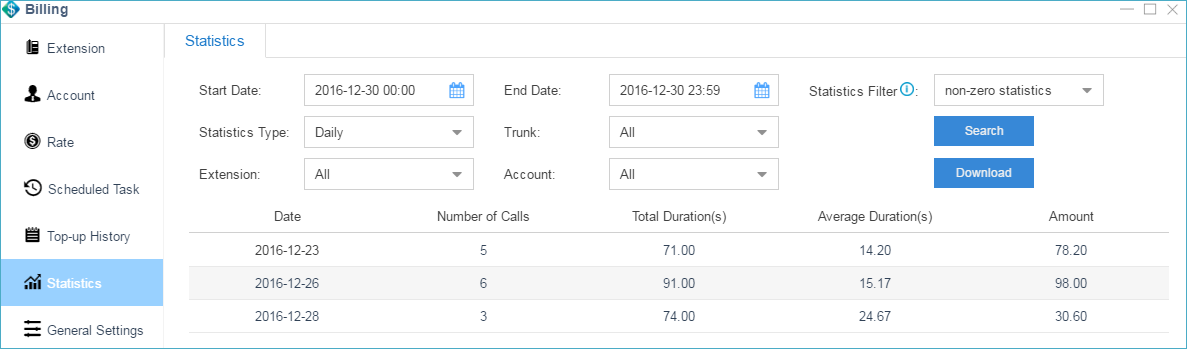 Billing
Extension
Account
Rate
Scheduled Task
Top-up History
Statistics
General Settings
Statistics
Start Date: 2016-12-30 00:00 End Date: 2016-12-30 23:59 Statistics Filter: non-zero statistics
Statistics Type: Daily Trunk: All Search
Extension: All Account: All Download
Date Number of Calls Total Duration(s) Average Duration(s) Amount
2016-12-23 5 71.00 14.20 78.20
2016-12-26 6 91.00 15.17 98.00
2016-12-28 3 74.00 24.67 30.60